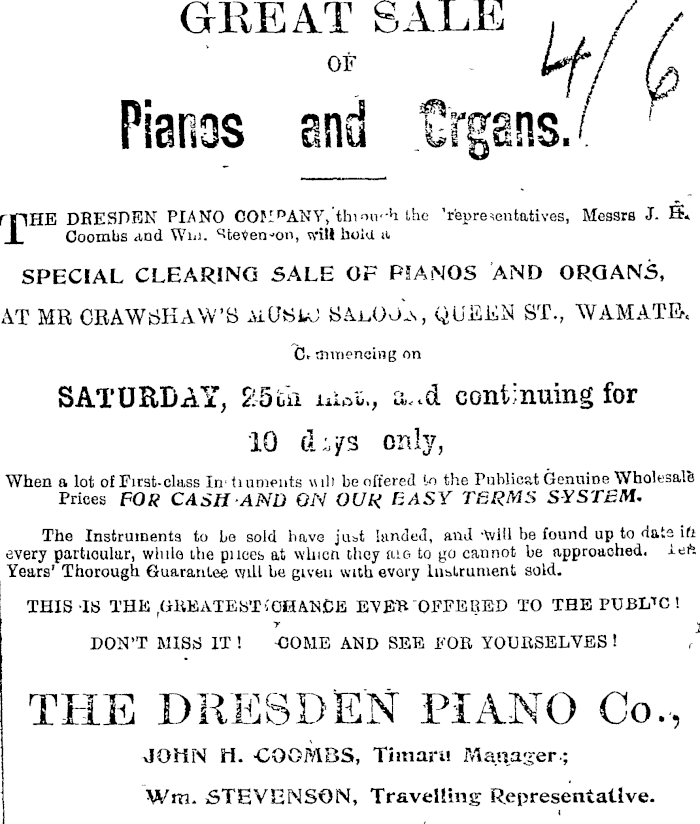 GREAT SALE
4/6
OF
Pianos and Organs.
THE DRESDEN PIANO COMPANY, through the representatives, Messrs J. H.
Coombs and Wm. Stevenson, will hold a
SPECIAL CLEARING SALE OF PIANOS AND ORGANS,
AT MR CRAWSHAW'S MUSIC SALOON, QUEEN ST., WAMATE.
Commencing on
SATURDAY, 25th inst., and continuing for
10 days only,
When a lot of First-class Instruments will be offered to the Public at Genuine Wholesale
Prices FOR CASH AND ON OUR EASY TERMS SYSTEM.
The Instruments to be sold have just landed, and will be found up to date in
every particular, while the prices at which they are to go cannot be approached. Ten
Years' Thorough Guarantee will be given with every Instrument sold.
THIS IS THE GREATEST CHANCE EVER OFFERED TO THE PUBLIC!
DON'T MISS IT! COME AND SEE FOR YOURSELVES!
THE DRESDEN PIANO Co.,
JOHN H. COOMBS, Timaru Manager;
Wm. STEVENSON, Travelling Representative.